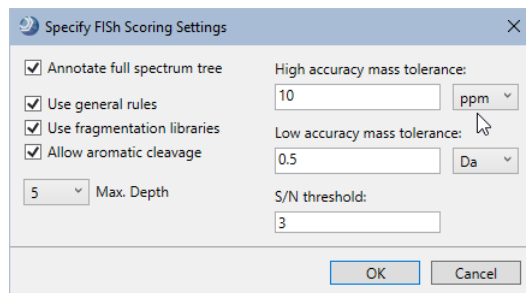 Specify FISh Scoring Settings
Annotate full spectrum tree
Use general rules
Use fragmentation libraries
Allow aromatic cleavage
5 Max. Depth
High accuracy mass tolerance:
10 ppm
Low accuracy mass tolerance:
0.5 Da
S/N threshold:
3
OK Cancel